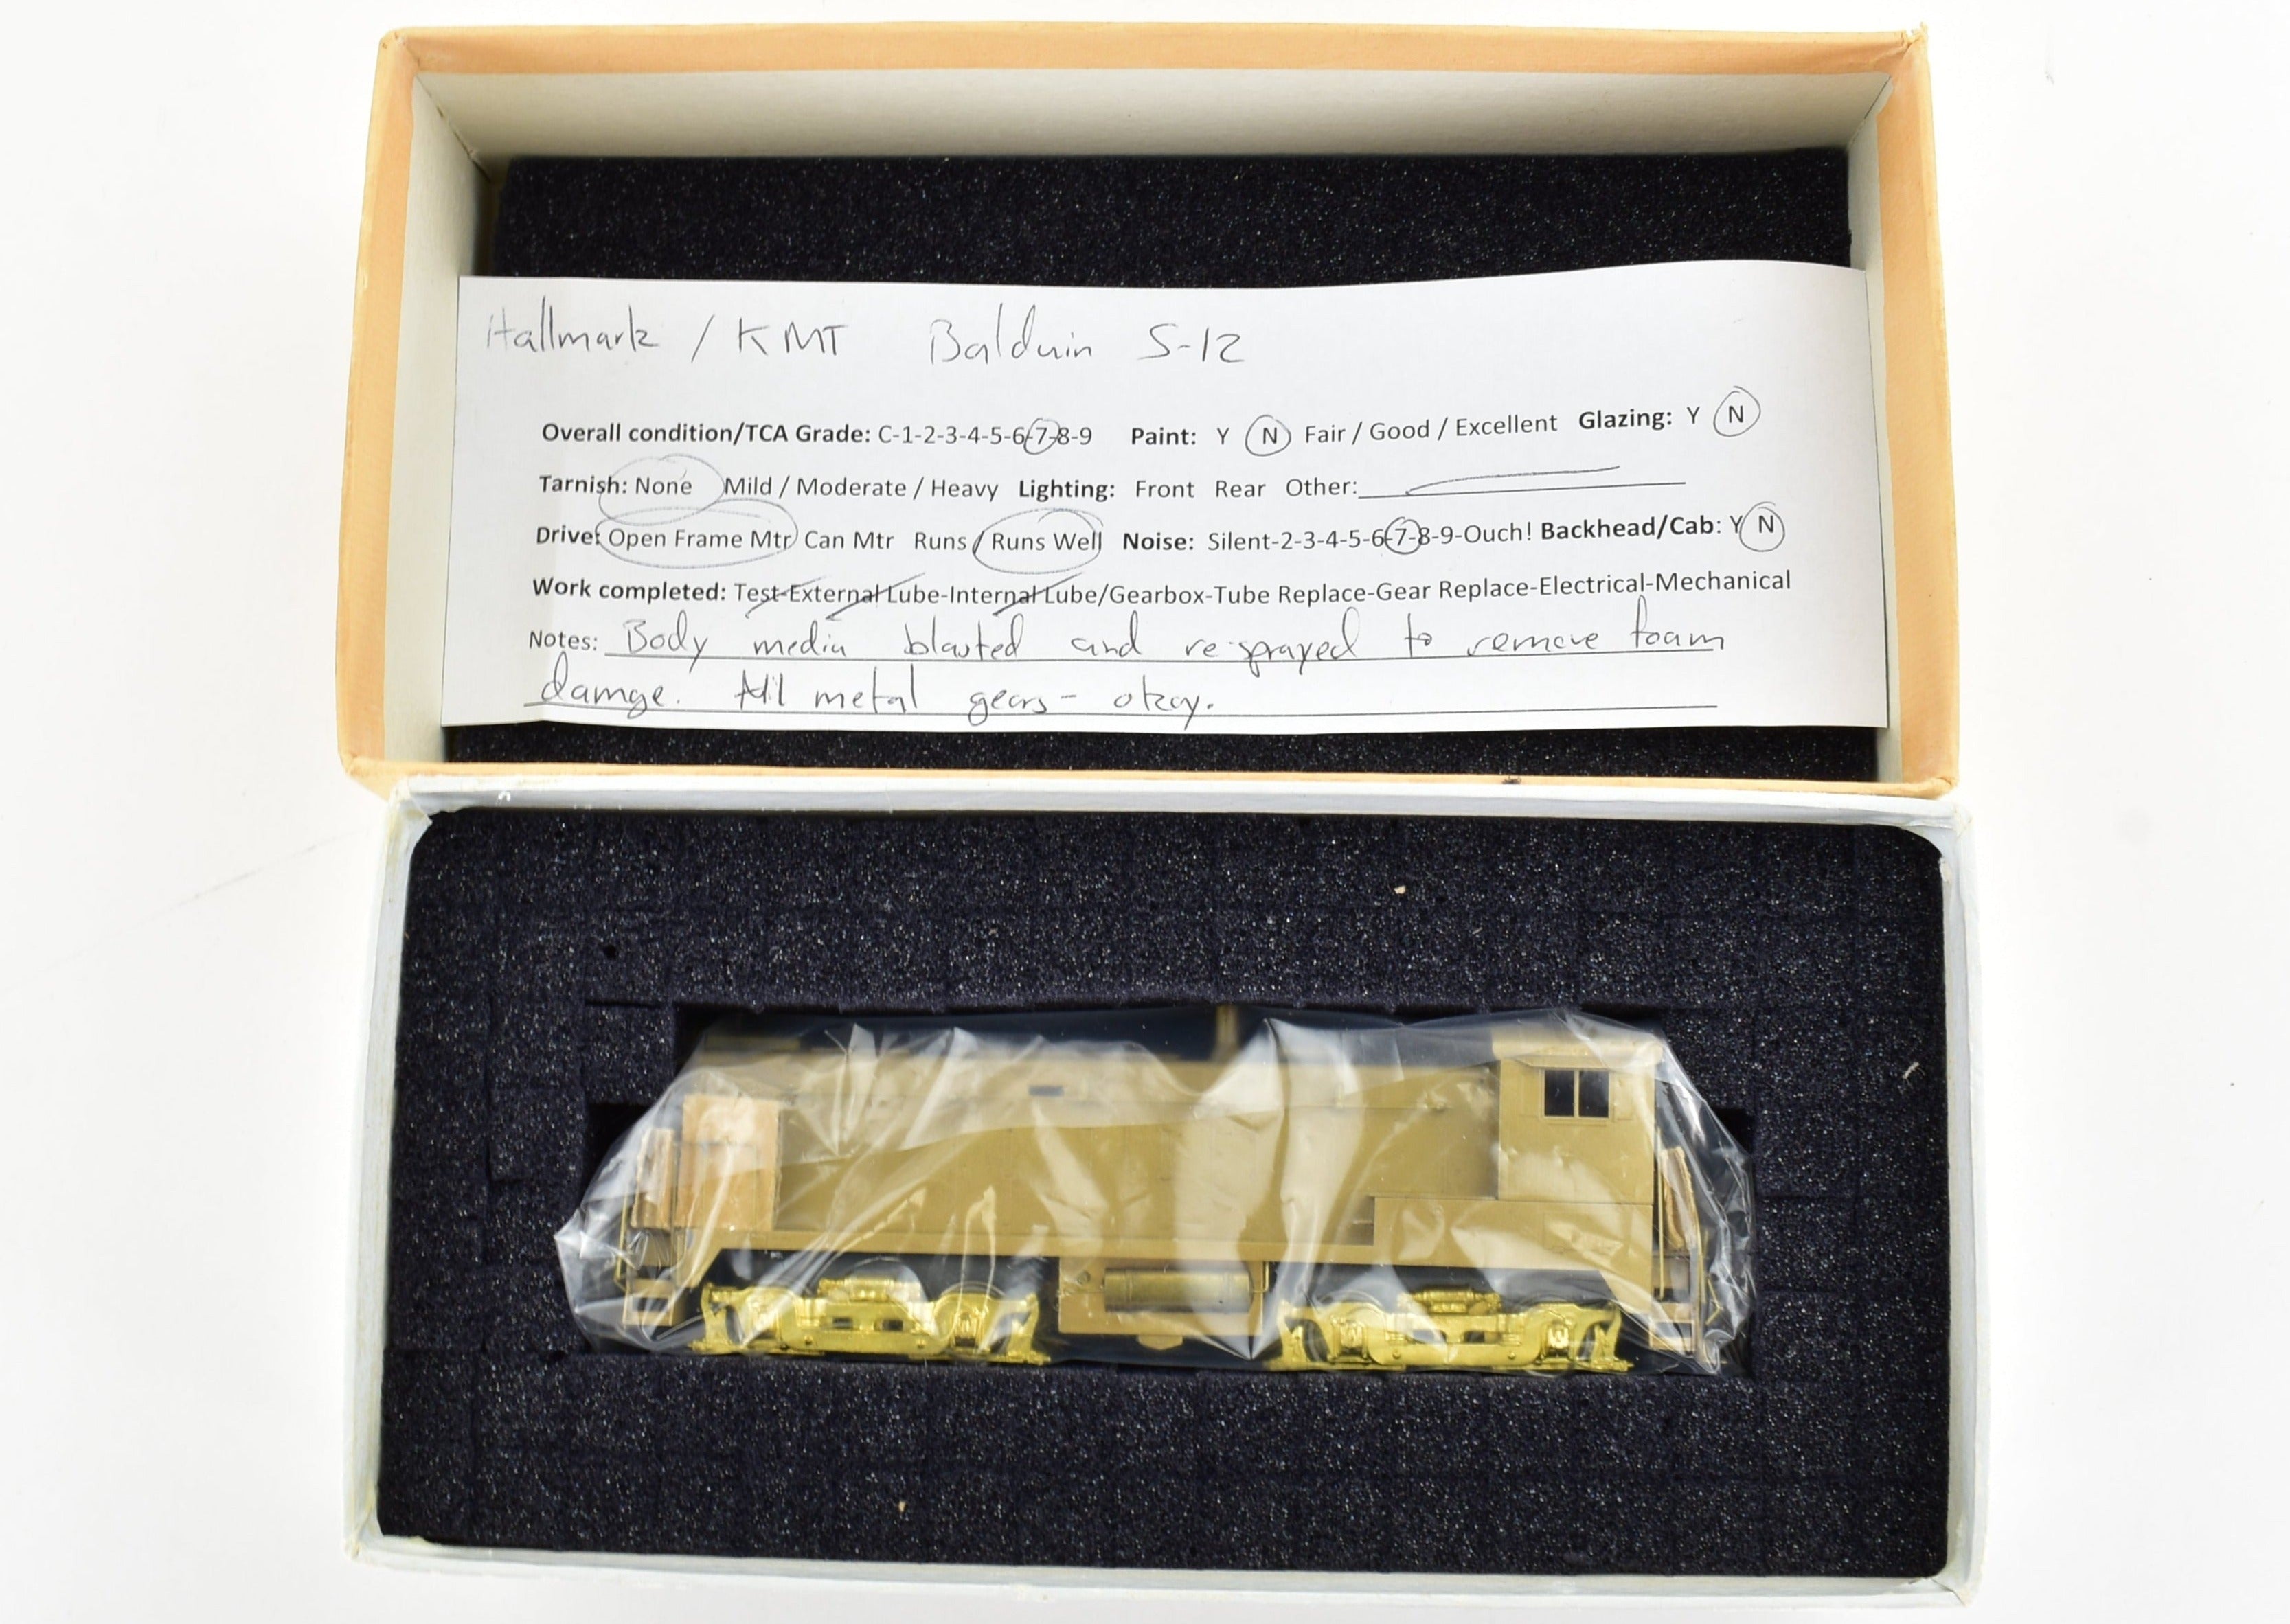 Hallmark / KMT Balduin S-12
Overall condition/TCA Grade: C-1-2-3-4-5-6-7-8-9 Paint: Y N Fair / Good / Excellent Glazing: Y N
Tarnish: None Mild / Moderate / Heavy Lighting: Front Rear Other:
Drive: Open Frame Mtr Can Mtr Runs / Runs Well Noise: Silent-2-3-4-5-6-7-8-9-Ouch! Backhead/Cab: Y N
Work completed: Test-External Lube-Internal Lube/Gearbox-Tube Replace-Gear Replace-Electrical-Mechanical
Notes: Body media blasted and re-sprayed to remove foam
damge. All metal gears - okay.